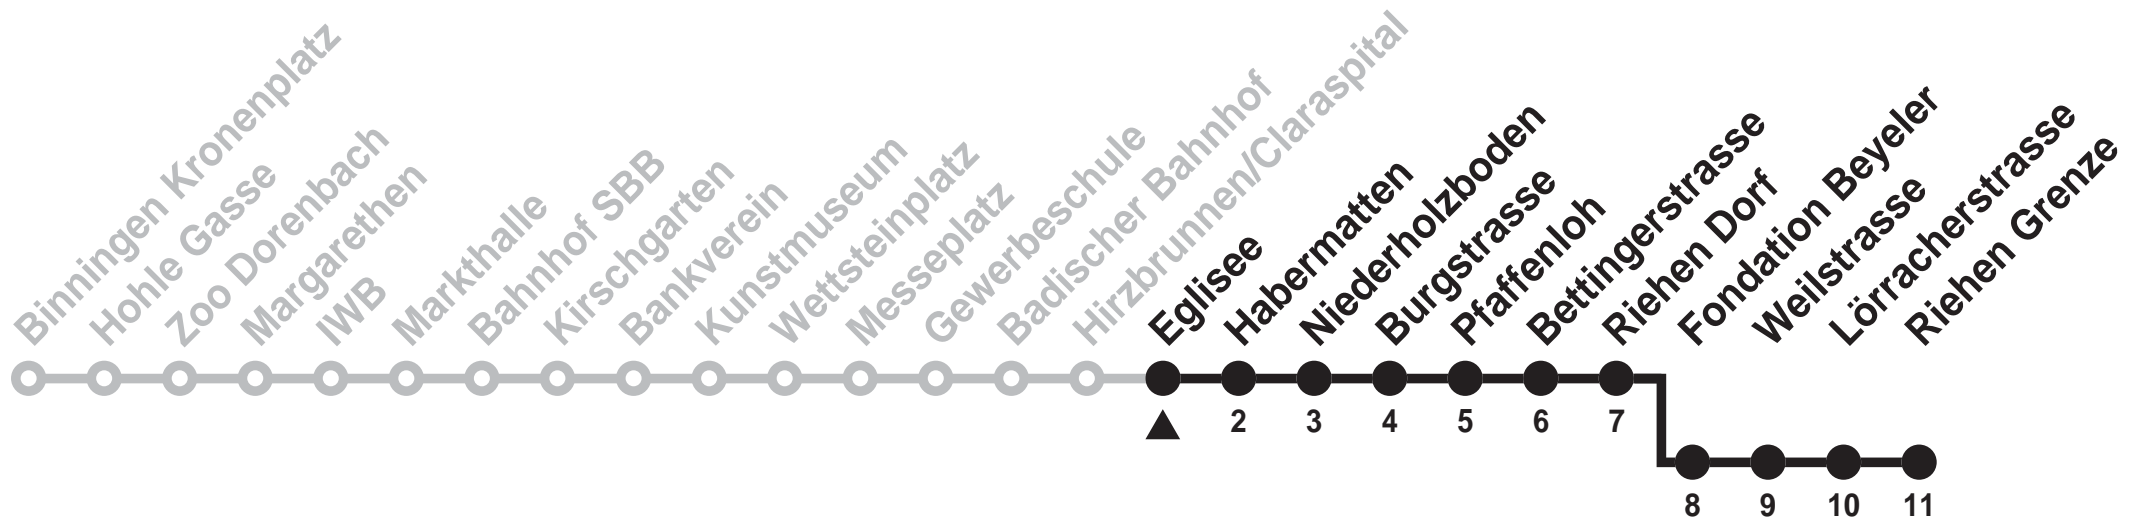 Binningen Kronenplatz
Hohle Gasse
Zoo Dorenbach
Margarethen
IWB
Markthalle
Bahnhof SBB
Kirschgarten
Bankverein
Kunstmuseum
Wettsteinplatz
Messeplatz
Gewerbeschule
Badischer Bahnhof
Hirzbrunnen/Claraspital
Eglisee
Habermatten
Niederholzboden
Burgstrasse
Pfaffenloh
Bettingerstrasse
Riehen Dorf
Fondation Beyeler
Weilstrasse
Lörracherstrasse
Riehen Grenze
2 3 4 5 6 7
8 9 10 11